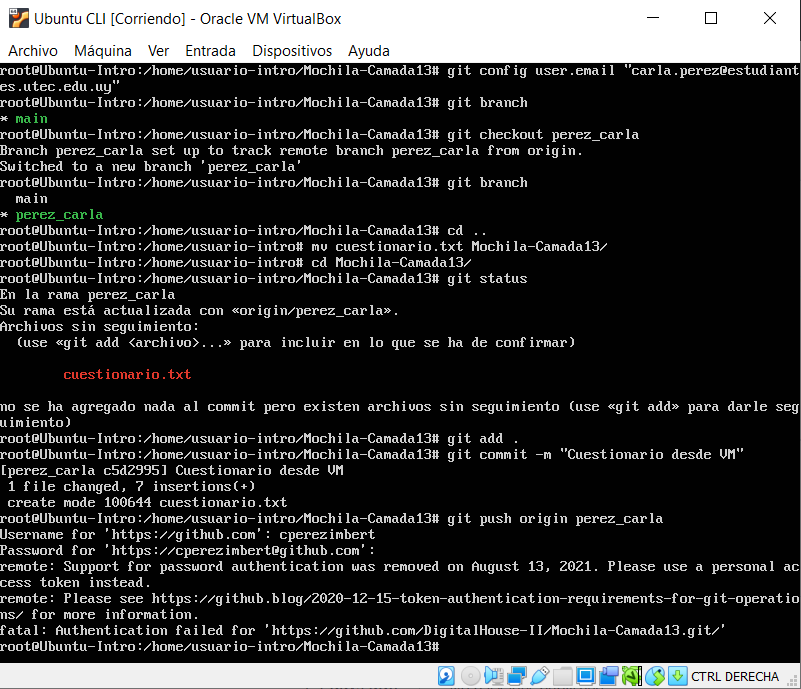 Ubuntu CLI [Corriendo] - Oracle VM VirtualBox
Archivo Máquina Ver Entrada Dispositivos Ayuda
root@Ubuntu-Intro:/home/usuario-intro/Mochila-Camada13# git config user.email "carla.perez@estudiant
es.utec.edu.uy"
root@Ubuntu-Intro:/home/usuario-intro/Mochila-Camada13# git branch
* main
root@Ubuntu-Intro:/home/usuario-intro/Mochila-Camada13# git checkout perez_carla
Branch perez_carla set up to track remote branch perez_carla from origin.
Switched to a new branch 'perez_carla'
root@Ubuntu-Intro:/home/usuario-intro/Mochila-Camada13# git branch
  main
* perez_carla
root@Ubuntu-Intro:/home/usuario-intro/Mochila-Camada13# cd ..
root@Ubuntu-Intro:/home/usuario-intro# mv cuestionario.txt Mochila-Camada13/
root@Ubuntu-Intro:/home/usuario-intro# cd Mochila-Camada13/
root@Ubuntu-Intro:/home/usuario-intro/Mochila-Camada13# git status
En la rama perez_carla
Su rama está actualizada con «origin/perez_carla».
Archivos sin seguimiento:
  (use «git add <archivo>...» para incluir en lo que se ha de confirmar)
        cuestionario.txt
no se ha agregado nada al commit pero existen archivos sin seguimiento (use «git add» para darle seg
uimiento)
root@Ubuntu-Intro:/home/usuario-intro/Mochila-Camada13# git add .
root@Ubuntu-Intro:/home/usuario-intro/Mochila-Camada13# git commit -m "Cuestionario desde VM"
[perez_carla c5d2995] Cuestionario desde VM
 1 file changed, 7 insertions(+)
 create mode 100644 cuestionario.txt
root@Ubuntu-Intro:/home/usuario-intro/Mochila-Camada13# git push origin perez_carla
Username for 'https://github.com': cperezimbert
Password for 'https://cperezimbert@github.com':
remote: Support for password authentication was removed on August 13, 2021. Please use a personal ac
cess token instead.
remote: Please see https://github.blog/2020-12-15-token-authentication-requirements-for-git-operatio
ns/ for more information.
fatal: Authentication failed for 'https://github.com/DigitalHouse-II/Mochila-Camada13.git/'
root@Ubuntu-Intro:/home/usuario-intro/Mochila-Camada13#
CTRL DERECHA